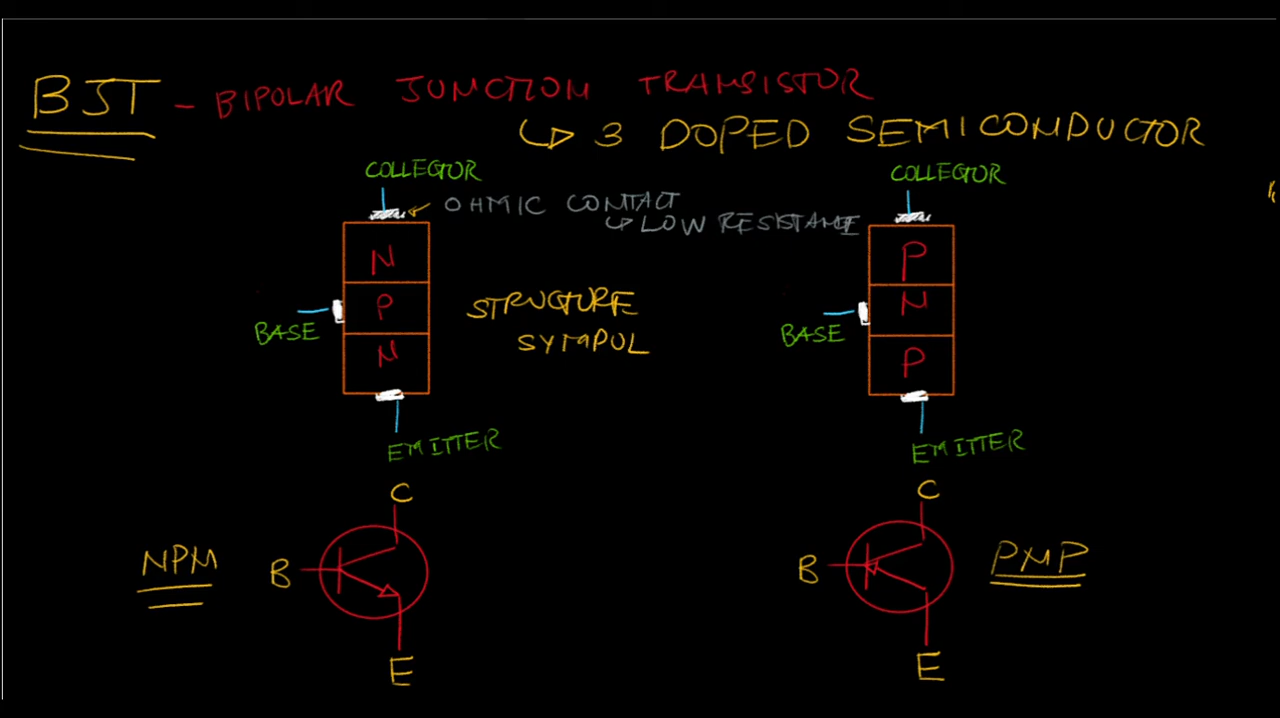 BJT - BIPOLAR JUNCTION TRANSISTOR
↳ 3 DOPED SEMICONDUCTOR
COLLECTOR
COLLECTOR
OHMIC CONTACT
↳ LOW RESISTANCE
N
P
N
BASE
STRUCTURE
SYMPOL
P
N
P
BASE
EMITTER
EMITTER
C
C
NPN
B
E
B
PNP
E